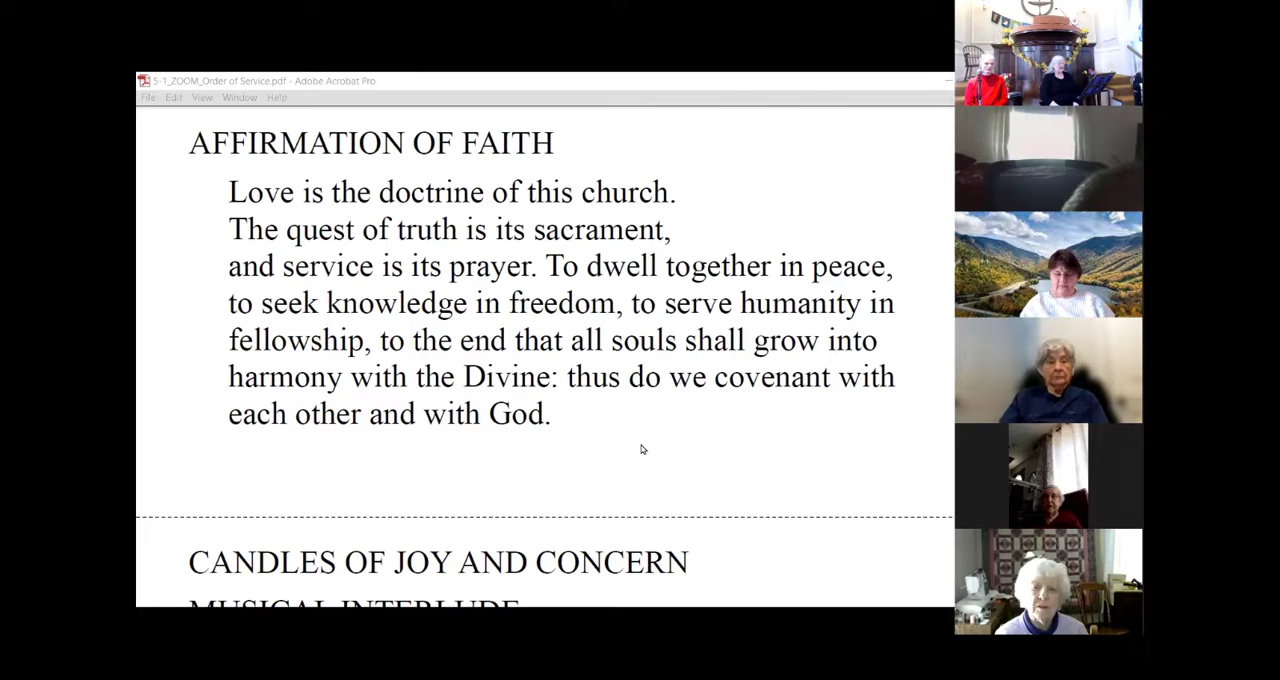 5-1_ZOOM_Order of Service.pdf - Adobe Acrobat Pro
File Edit View Window Help
AFFIRMATION OF FAITH
Love is the doctrine of this church.
The quest of truth is its sacrament,
and service is its prayer. To dwell together in peace,
to seek knowledge in freedom, to serve humanity in
fellowship, to the end that all souls shall grow into
harmony with the Divine: thus do we covenant with
each other and with God.
CANDLES OF JOY AND CONCERN
MUSICAL INTERLUDE